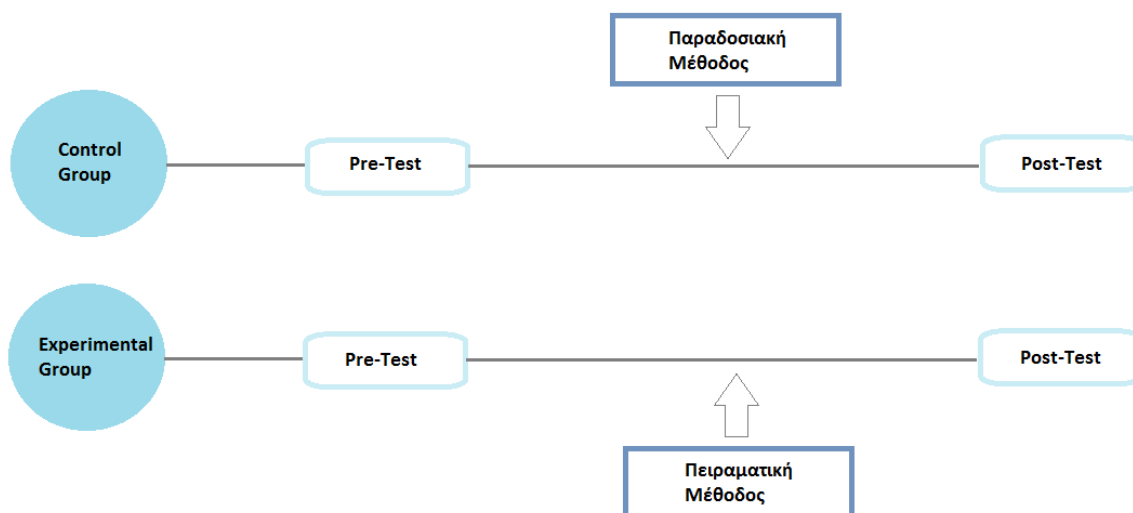 Παραδοσιακή
Μέθοδος
Control
Group
Pre-Test
Post-Test
Experimental
Group
Pre-Test
Post-Test
Πειραματική
Μέθοδος